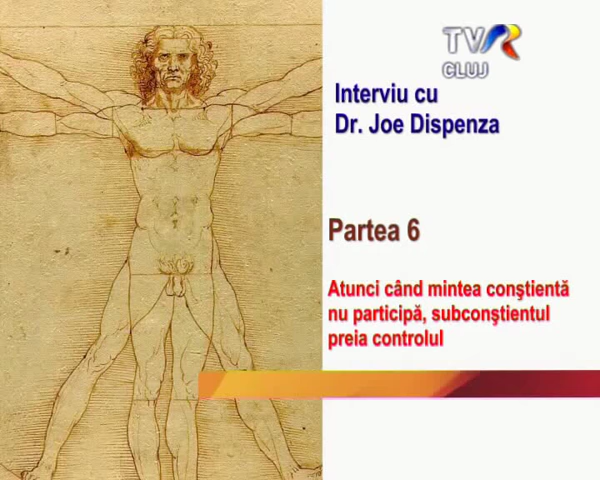 TVR
CLUJ
Interviu cu
Dr. Joe Dispenza
Partea 6
Atunci când mintea conştientă
nu participă, subconştientul
preia controlul